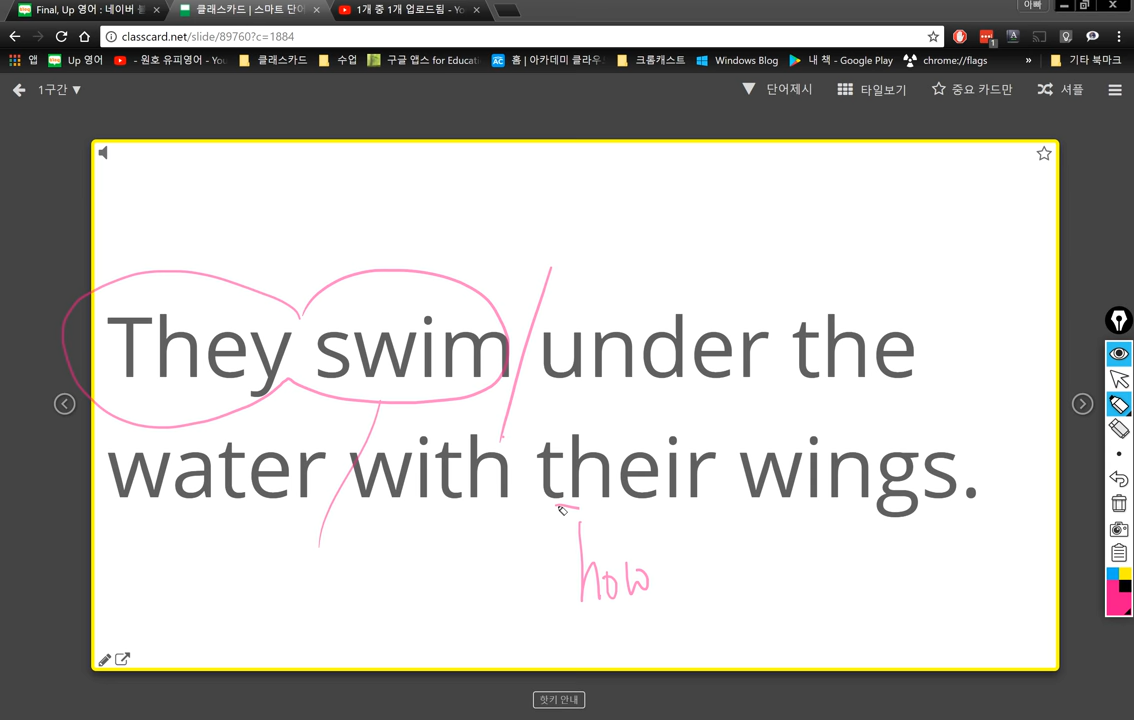 Final, Up 영어 : 네이버 블
클래스카드 | 스마트 단어
1개 중 1개 업로드됨 - Yo
아빠
classcard.net/slide/89760?c=1884
1
앱
Up 영어
- 원호 유피영어 - You
클래스카드
수업
구글 앱스 for Educati
홈 | 아카데미 클라우
크롬캐스트
Windows Blog
내 책 - Google Play
chrome://flags
»
기타 북마크
1구간 ▼
단어제시
타일보기
중요 카드만
셔플
They swim under the
water with their wings.
how
핫키 안내